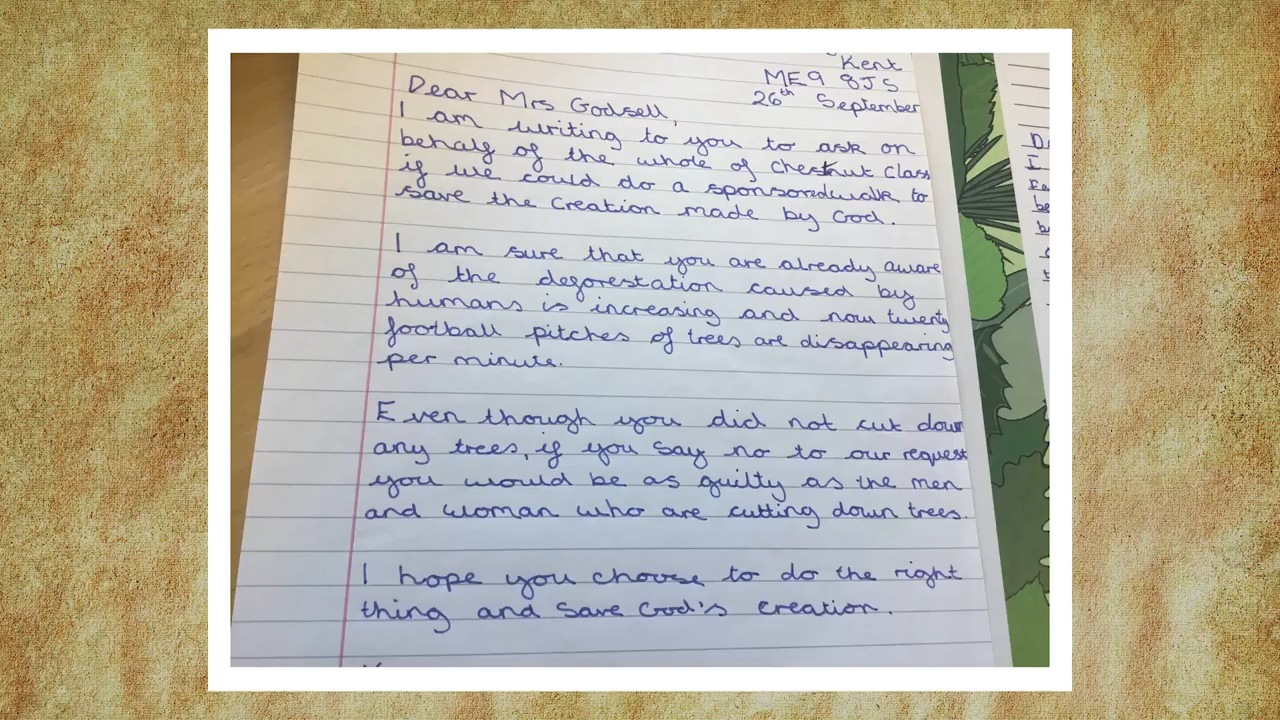 Kent
ME9 8JS
26th September
Dear Mrs Godsell,
I am writing to you to ask on
behalf of the whole of Chestnut Class
if we could do a sponsoredwalk to
save the Creation made by God.
I am sure that you are already aware
of the deforestation caused by
humans is increasing and now twenty
football pitches of trees are disappearing
per minute.
Even though you did not cut down
any trees, if you say no to our request
you would be as guilty as the men
and woman who are cutting down trees.
I hope you choose to do the right
thing and save God's creation.